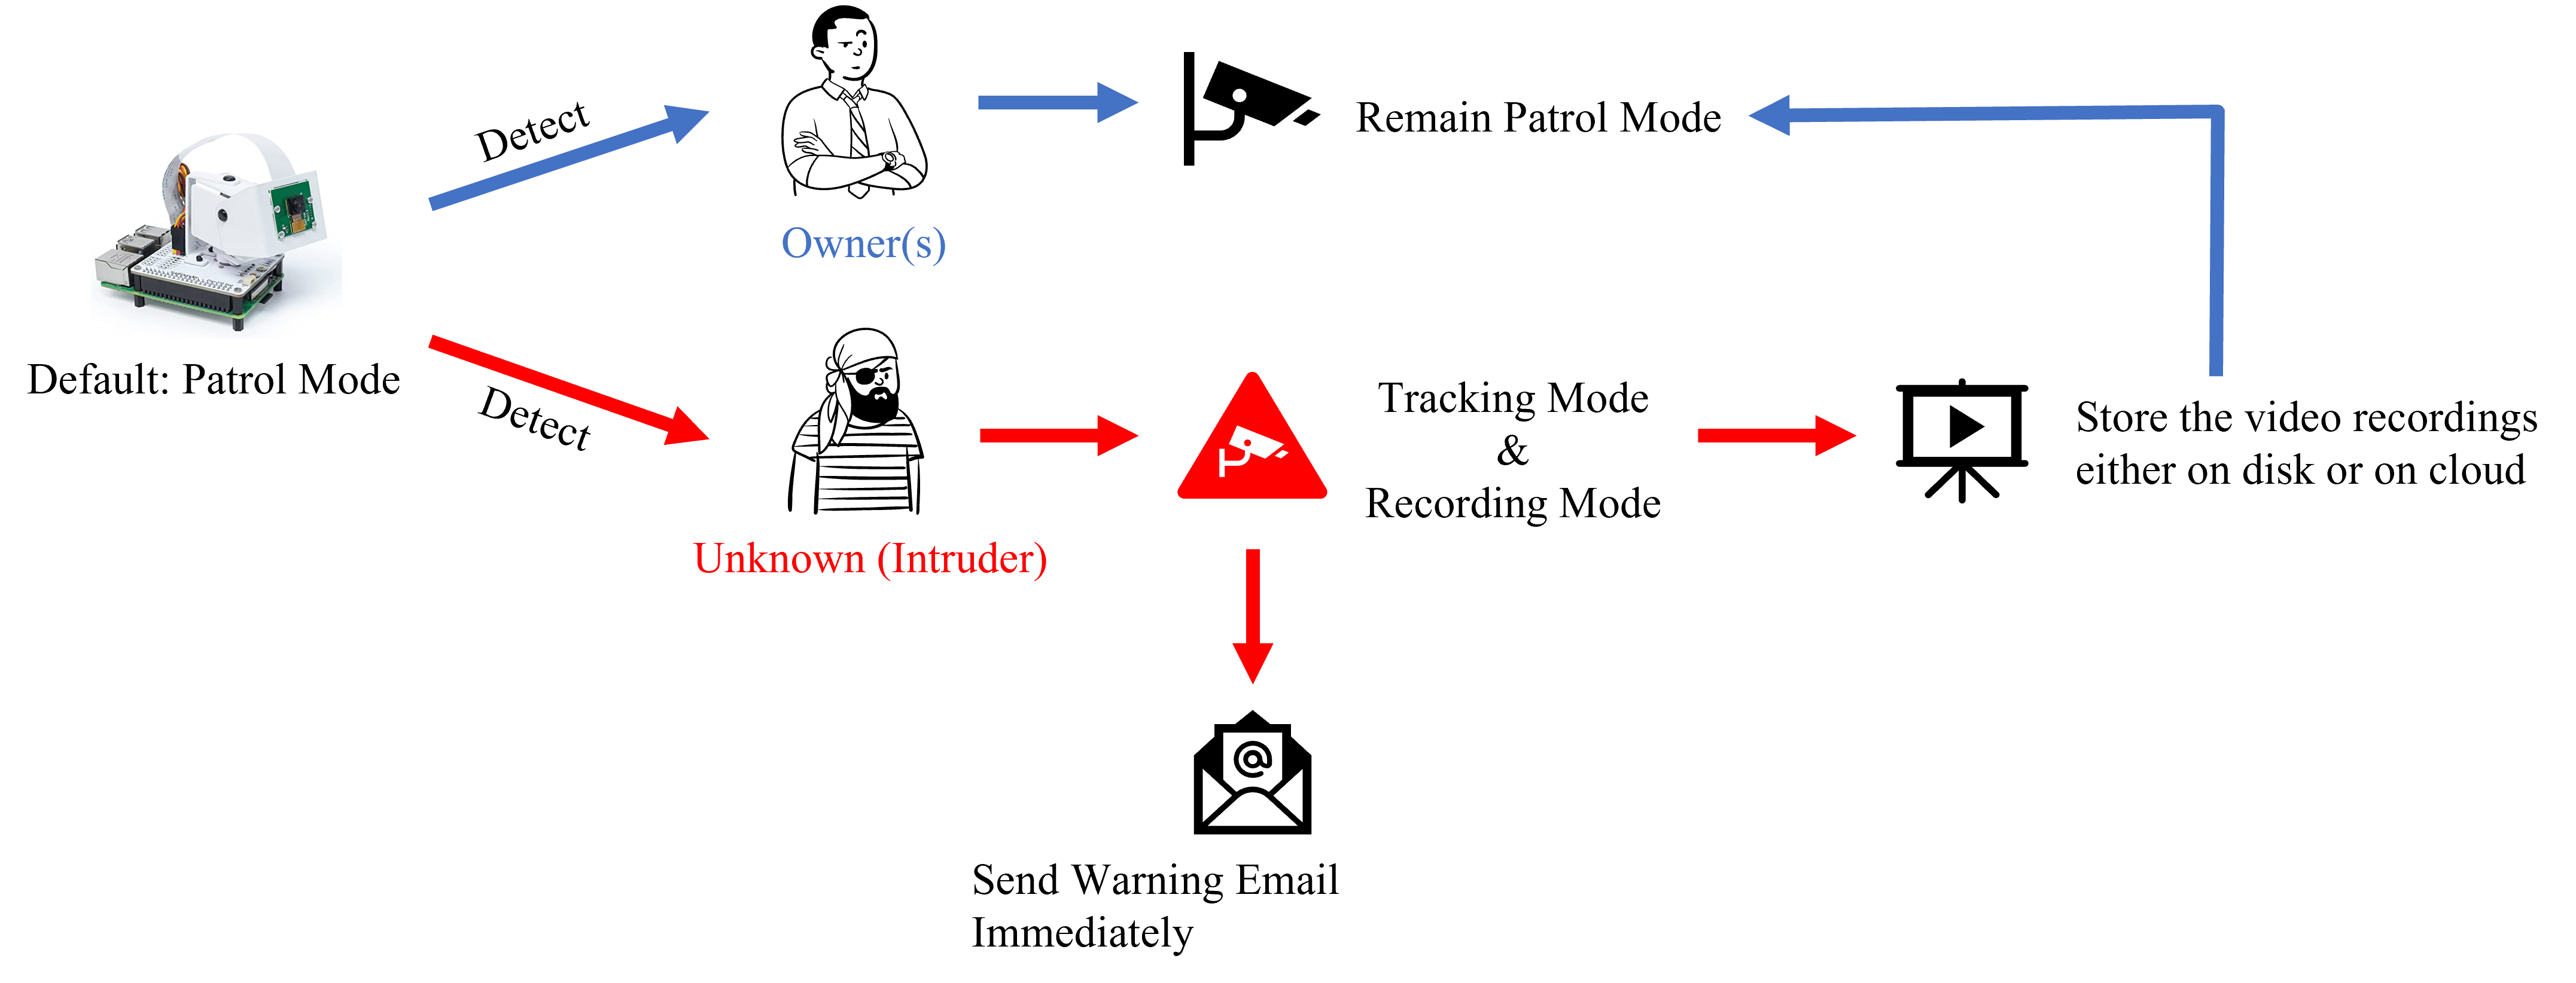 Detect
Owner(s)
Remain Patrol Mode
Default: Patrol Mode
Detect
Unknown (Intruder)
Tracking Mode
&
Recording Mode
Store the video recordings
either on disk or on cloud
@
Send Warning Email
Immediately